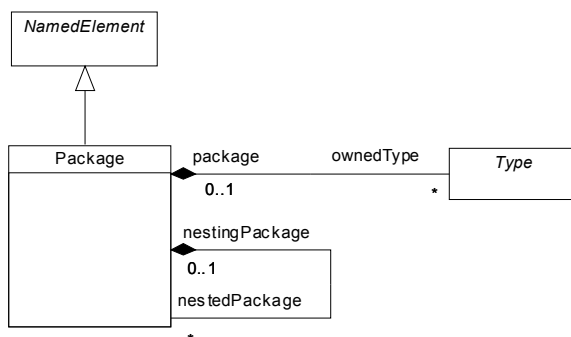 NamedElement
Package
package
ownedType
Type
0..1
*
nestingPackage
0..1
nestedPackage
*